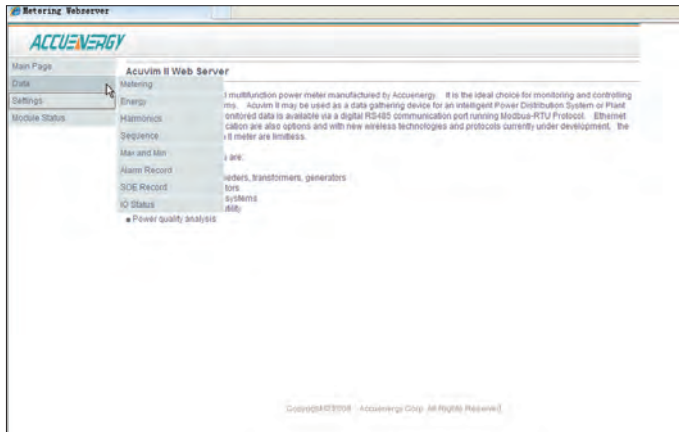 Metering Webserver
ACCUENERGY
Main Page
Data
Settings
Module Status
Acuvim II Web Server
Metering
Energy
Harmonics
Sequence
Max and Min
Alarm Record
SOE Record
IO Status
l multifunction power meter manufactured by Accuenergy. It is the ideal choice for monitoring and controlling
ms. Acuvim II may be used as a data gathering device for an intelligent Power Distribution System or Plant
onitored data is available via a digital RS485 communication port running Modbus-RTU Protocol. Ethernet
cation are also options and with new wireless technologies and protocols currently under development, the
II meter are limitless.
are:
eeders, transformers, generators
tors
systems
ility
■ Power quality analysis
Accuenergy Corp. All Rights Reserved